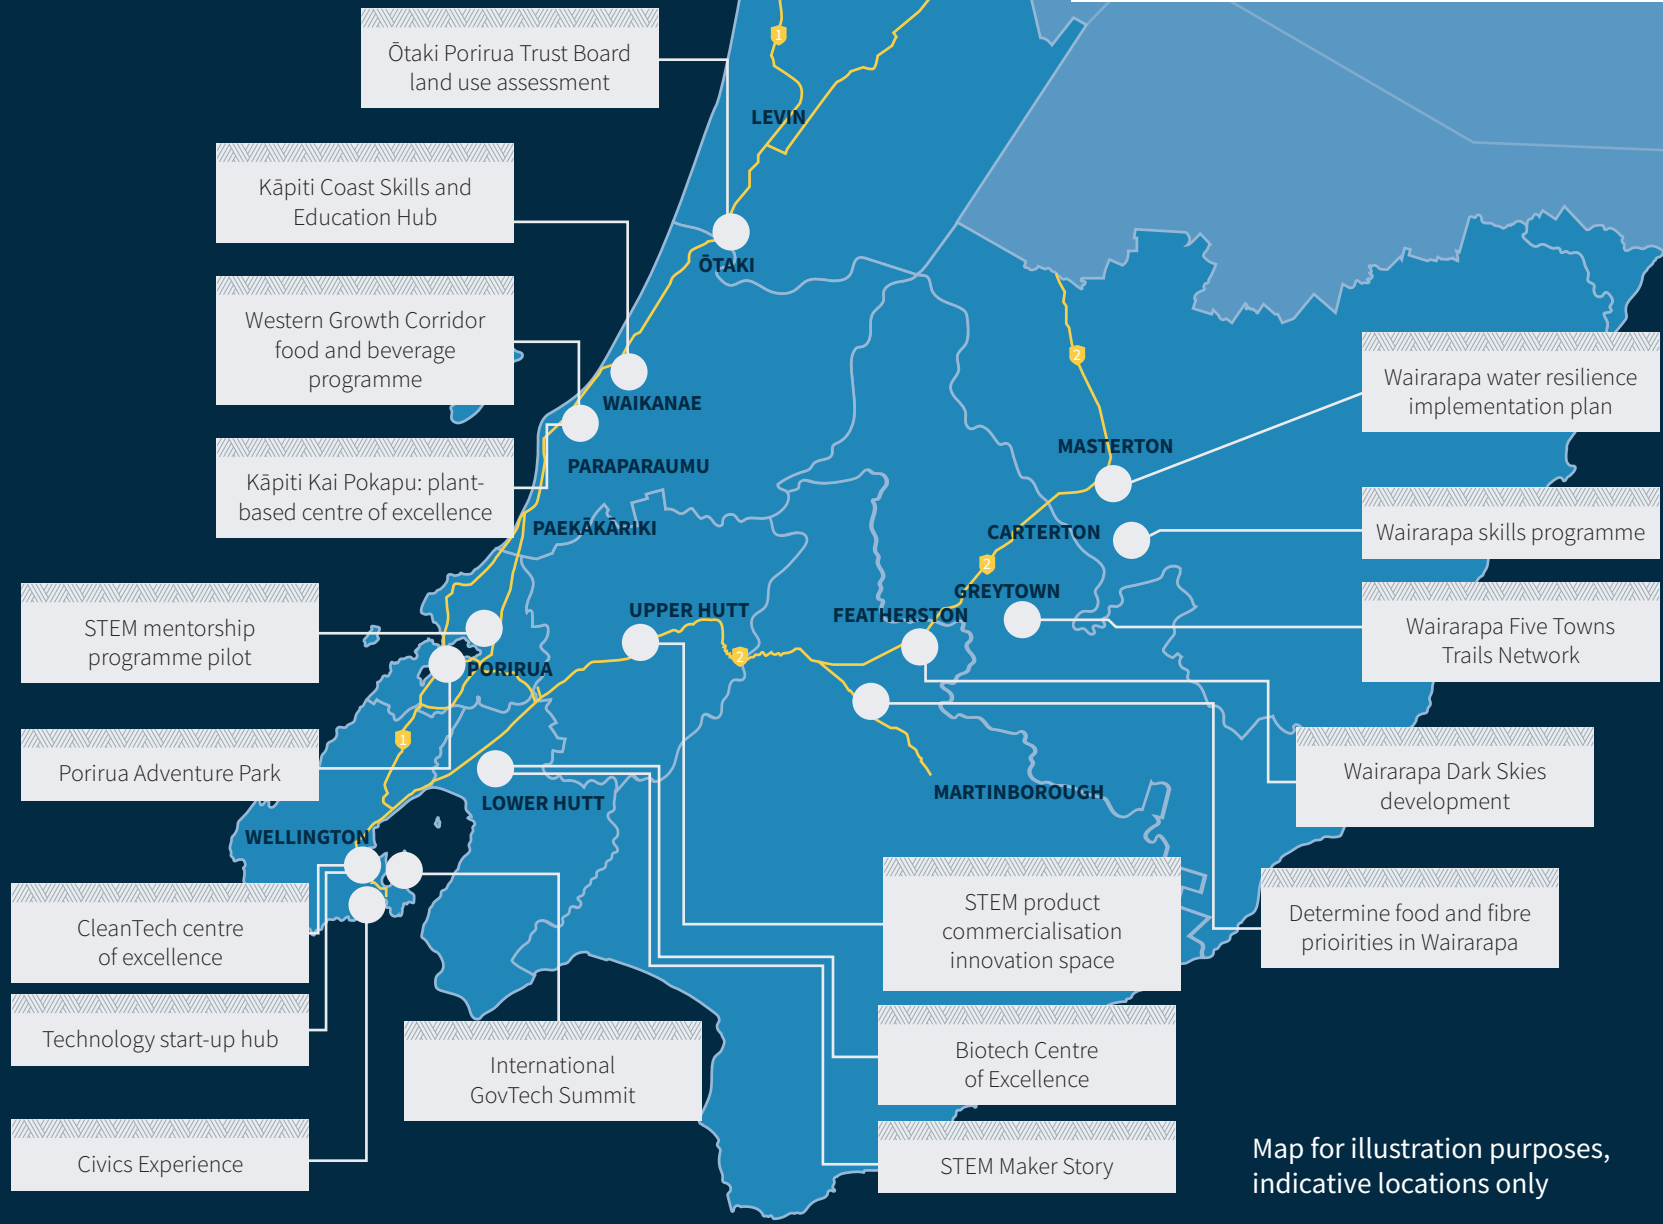 1
Ōtaki Porirua Trust Board
land use assessment
LEVIN
Kāpiti Coast Skills and
Education Hub
ŌTAKI
Western Growth Corridor
food and beverage
programme
2
Wairarapa water resilience
implementation plan
WAIKANAE
MASTERTON
PARAPARAUMU
Kāpiti Kai Pokapu: plant-
based centre of excellence
PAEKĀKĀRIKI
CARTERTON
Wairarapa skills programme
2
GREYTOWN
UPPER HUTT
FEATHERSTON
STEM mentorship
programme pilot
Wairarapa Five Towns
Trails Network
2
PORIRUA
1
Porirua Adventure Park
Wairarapa Dark Skies
development
MARTINBOROUGH
LOWER HUTT
WELLINGTON
CleanTech centre
of excellence
STEM product
commercialisation
innovation space
Determine food and fibre
prioirities in Wairarapa
Technology start-up hub
International
GovTech Summit
Biotech Centre
of Excellence
Civics Experience
STEM Maker Story
Map for illustration purposes,
indicative locations only